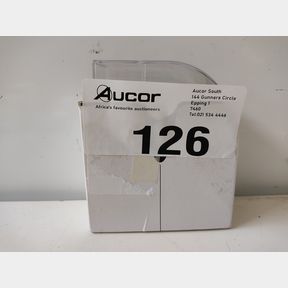 Aucor
Africa's favourite auctioneers
Aucor South
144 Gunners Circle
Epping 1
7460
Tel:021 534 4446
126